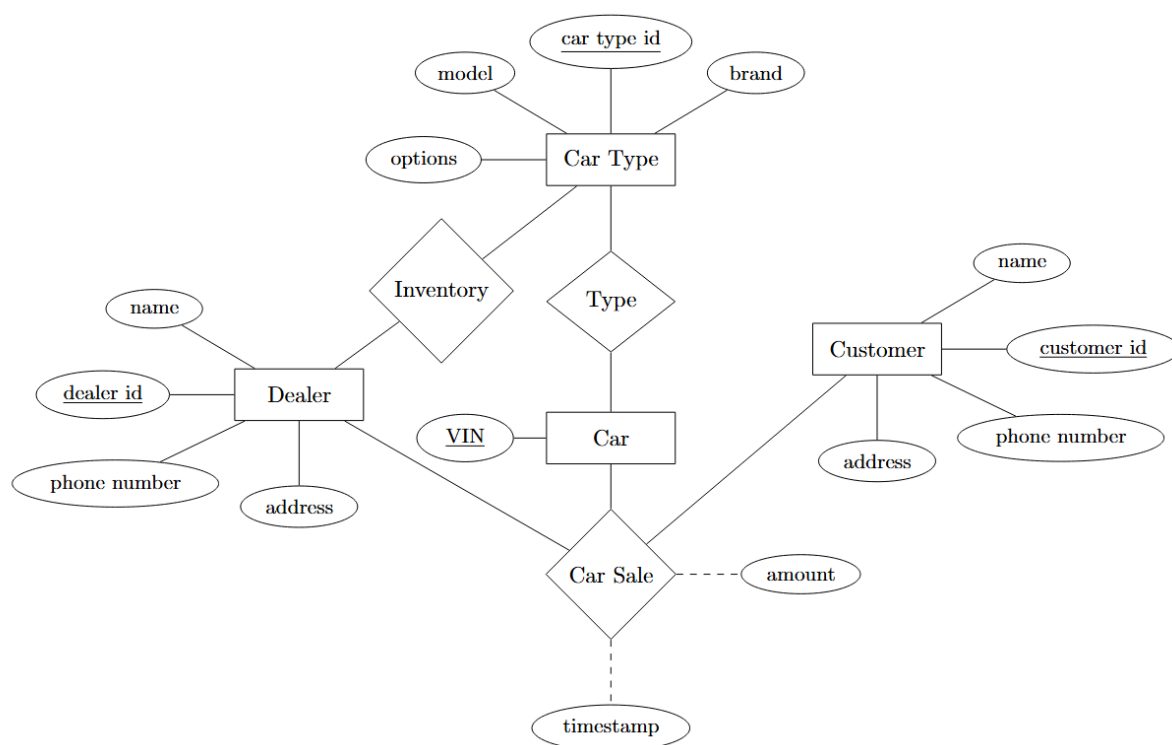 car type id
model
brand
options
Car Type
Inventory
Type
name
name
Customer
customer id
dealer id
Dealer
VIN
Car
phone number
address
phone number
address
Car Sale
amount
timestamp